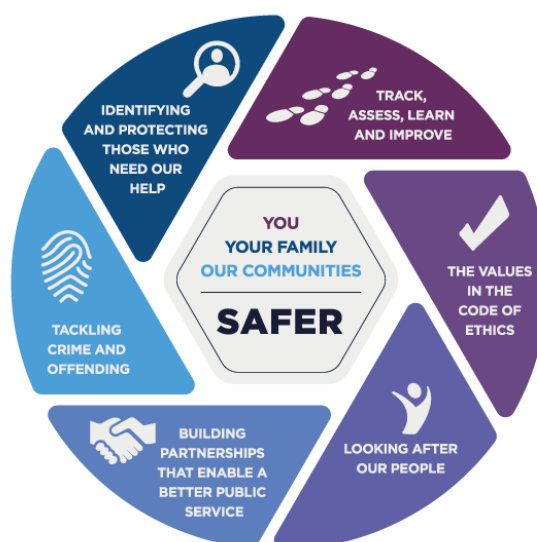 IDENTIFYING
AND PROTECTING
THOSE WHO
NEED OUR
HELP
TRACK,
ASSESS, LEARN
AND IMPROVE
YOU
YOUR FAMILY
OUR COMMUNITIES
SAFER
THE VALUES
IN THE
CODE OF
ETHICS
TACKLING
CRIME AND
OFFENDING
LOOKING AFTER
OUR PEOPLE
BUILDING
PARTNERSHIPS
THAT ENABLE A
BETTER PUBLIC
SERVICE